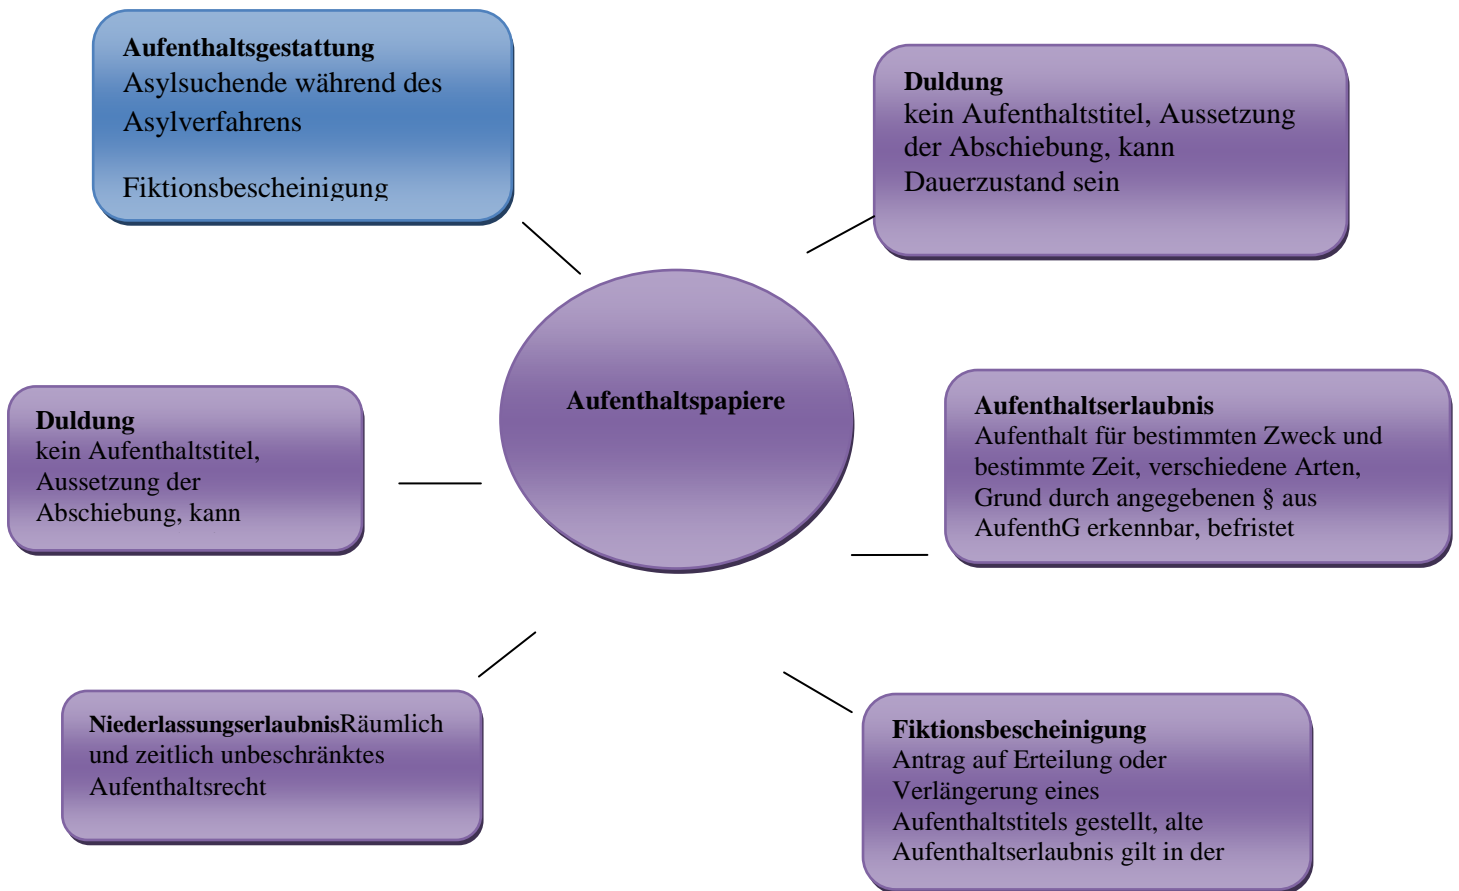 Aufenthaltsgestattung
Asylsuchende während des
Asylverfahrens
Fiktionsbescheinigung
Duldung
kein Aufenthaltstitel, Aussetzung
der Abschiebung, kann
Dauerzustand sein
Aufenthaltspapiere
Duldung
kein Aufenthaltstitel,
Aussetzung der
Abschiebung, kann
Aufenthaltserlaubnis
Aufenthalt für bestimmten Zweck und
bestimmte Zeit, verschiedene Arten,
Grund durch angegebenen § aus
AufenthG erkennbar, befristet
NiederlassungserlaubnisRäumlich
und zeitlich unbeschränktes
Aufenthaltsrecht
Fiktionsbescheinigung
Antrag auf Erteilung oder
Verlängerung eines
Aufenthaltstitels gestellt, alte
Aufenthaltserlaubnis gilt in der